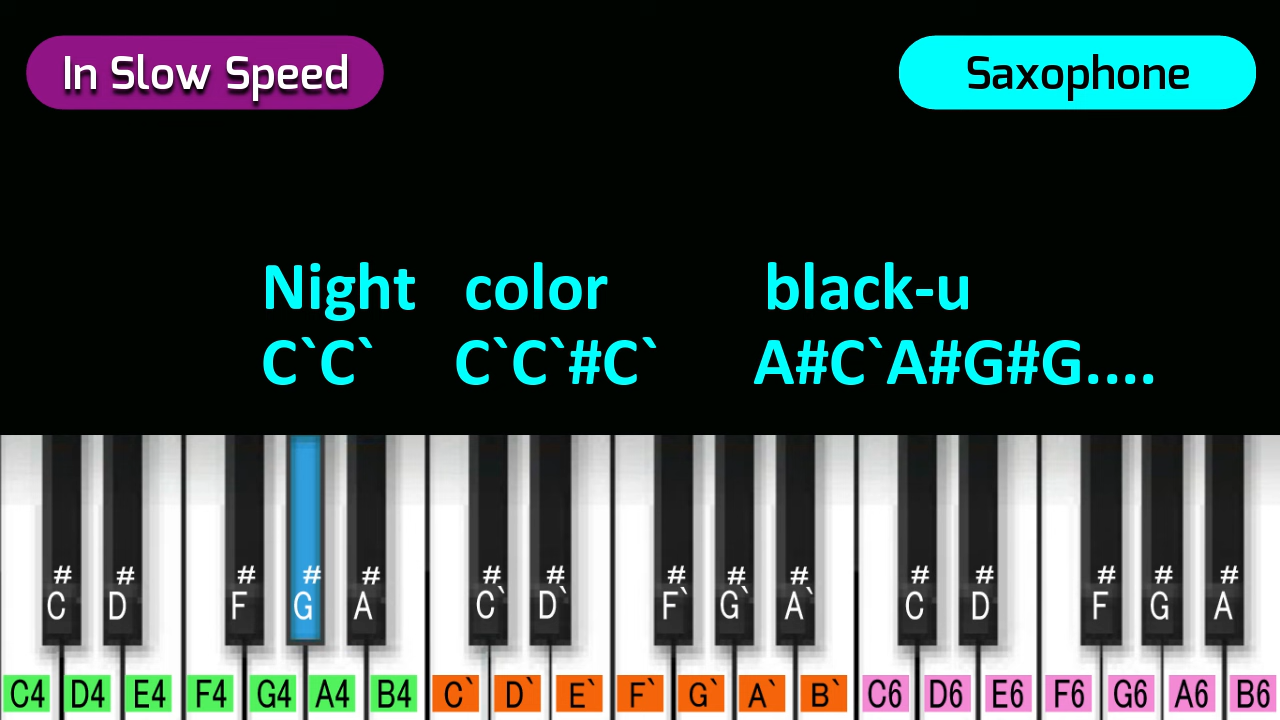 In Slow Speed Saxophone
Night color black-u
C`C` C`C`#C` A#C`A#G#G....
# # # # # # # # # # # # # # #
C D F G A C` D` F` G` A` C D F G A
C4 D4 E4 F4 G4 A4 B4 C` D` E` F` G` A` B` C6 D6 E6 F6 G6 A6 B6